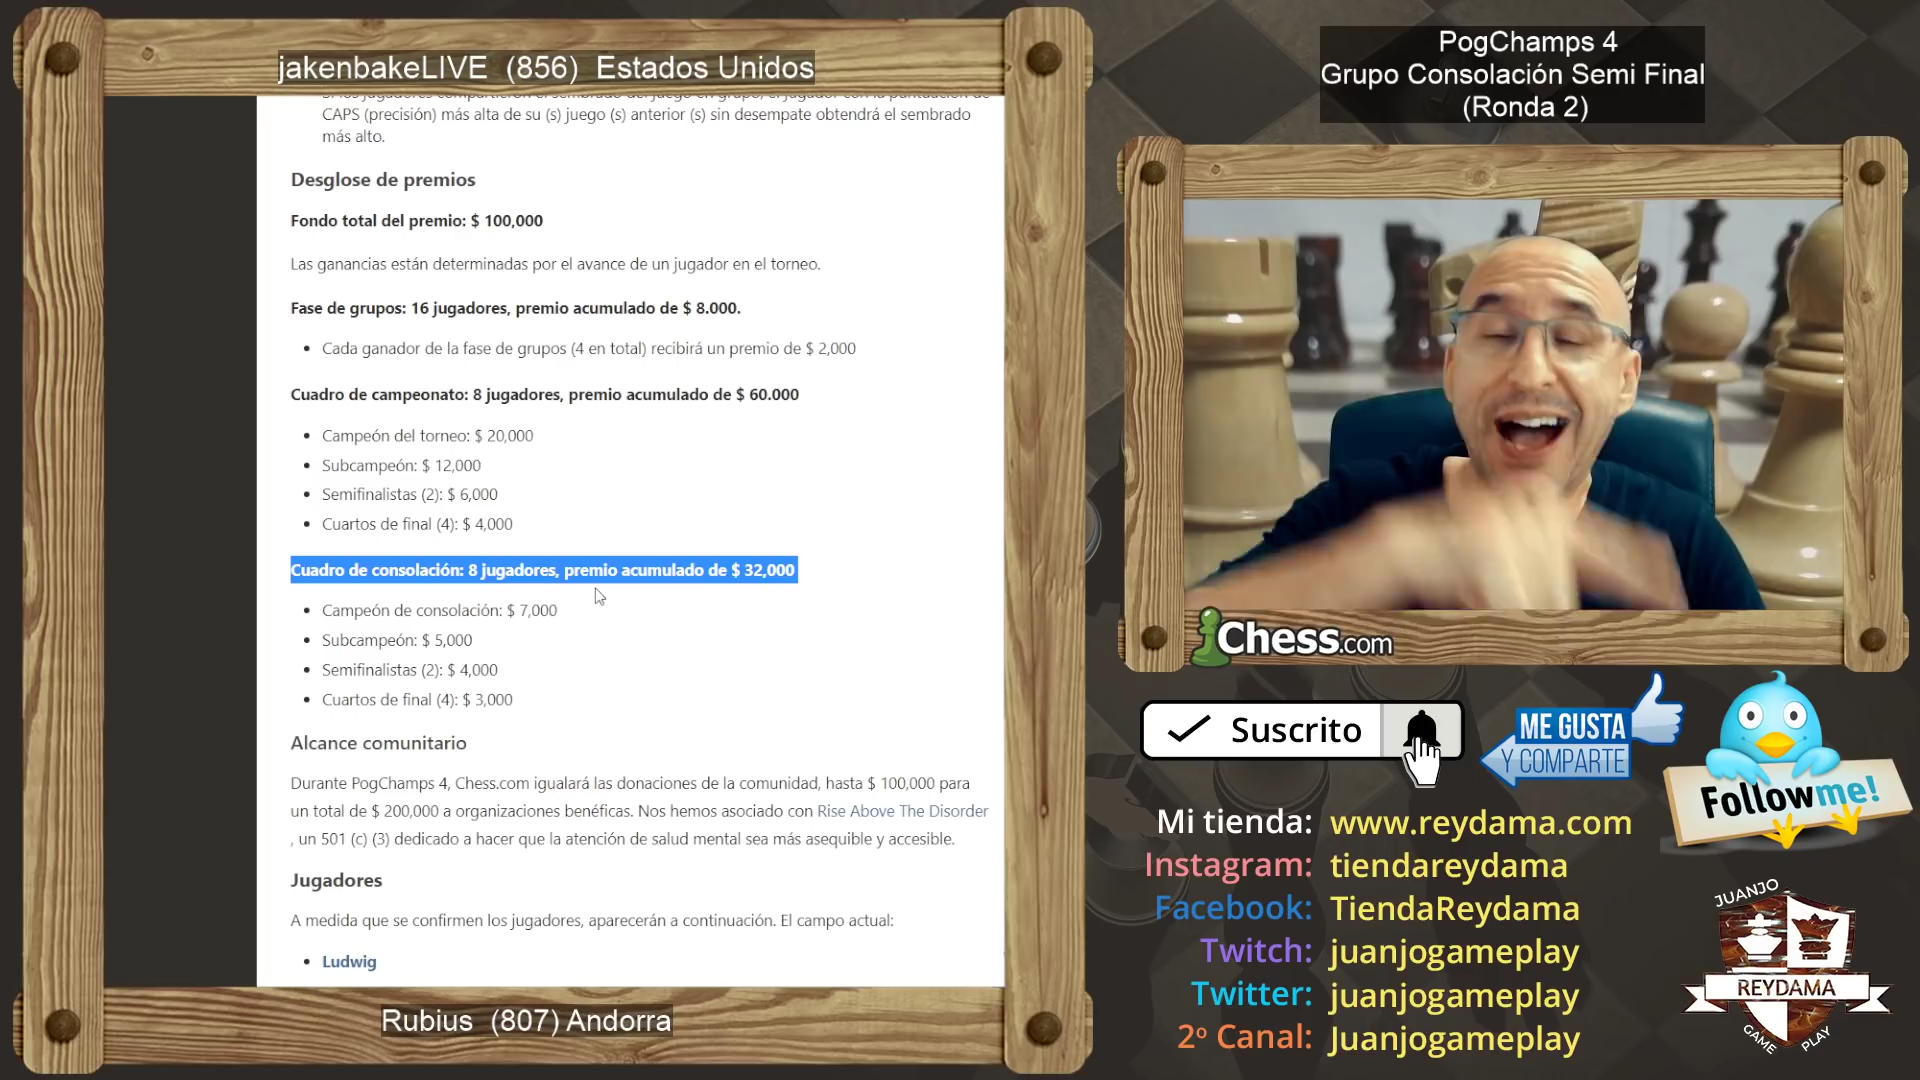 jakenbakeLIVE (856) Estados Unidos
CAPS (precisión) más alta de su (s) juego (s) anterior (s) sin desempate obtendrá el sembrado
más alto.
Desglose de premios
Fondo total del premio: $ 100,000
Las ganancias están determinadas por el avance de un jugador en el torneo.
Fase de grupos: 16 jugadores, premio acumulado de $ 8.000.
• Cada ganador de la fase de grupos (4 en total) recibirá un premio de $ 2,000
Cuadro de campeonato: 8 jugadores, premio acumulado de $ 60.000
• Campeón del torneo: $ 20,000
• Subcampeón: $ 12,000
• Semifinalistas (2): $ 6,000
• Cuartos de final (4): $ 4,000
Cuadro de consolación: 8 jugadores, premio acumulado de $ 32,000
• Campeón de consolación: $ 7,000
• Subcampeón: $ 5,000
• Semifinalistas (2): $ 4,000
• Cuartos de final (4): $ 3,000
Alcance comunitario
Durante PogChamps 4, Chess.com igualará las donaciones de la comunidad, hasta $ 100,000 para
un total de $ 200,000 a organizaciones benéficas. Nos hemos asociado con Rise Above The Disorder
, un 501 (c) (3) dedicado a hacer que la atención de salud mental sea más asequible y accesible.
Jugadores
A medida que se confirmen los jugadores, aparecerán a continuación. El campo actual:
• Ludwig
Rubius (807) Andorra
PogChamps 4
Grupo Consolación Semi Final
(Ronda 2)
Chess.com
Suscrito
ME GUSTA
Y COMPARTE
Follow me!
Mi tienda: www.reydama.com
Instagram: tiendareydama
Facebook: TiendaReydama
Twitch: juanjogameplay
Twitter: juanjogameplay
2º Canal: Juanjogameplay
JUANJO
REYDAMA
GAME PLAY